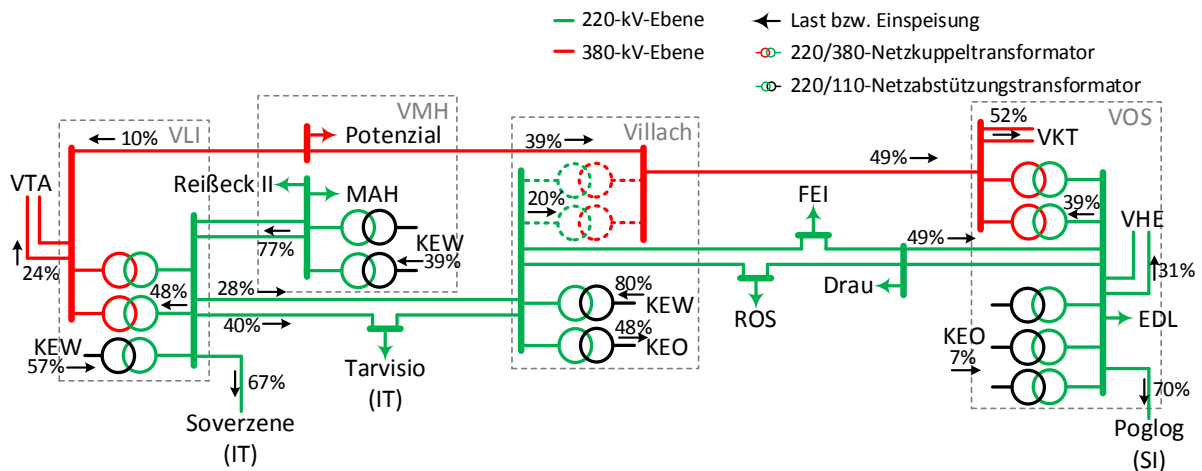 220-kV-Ebene
Last bzw. Einspeisung
380-kV-Ebene
220/380-Netzkuppeltransformator
220/110-Netzabstützungstransformator
VLI
VMH
Villach
VOS
10%
Potenzial
39%
52%
VKT
49%
VTA
Reißeck II
MAH
20%
FEI
39%
VHE
24%
77%
KEW
39%
49%
31%
48%
28%
80%
KEW
Drau
ROS
40%
48%
KEO
EDL
KEW
57%
Tarvisio
(IT)
KEO
7%
67%
70%
Soverzene
(IT)
Poglog
(SI)